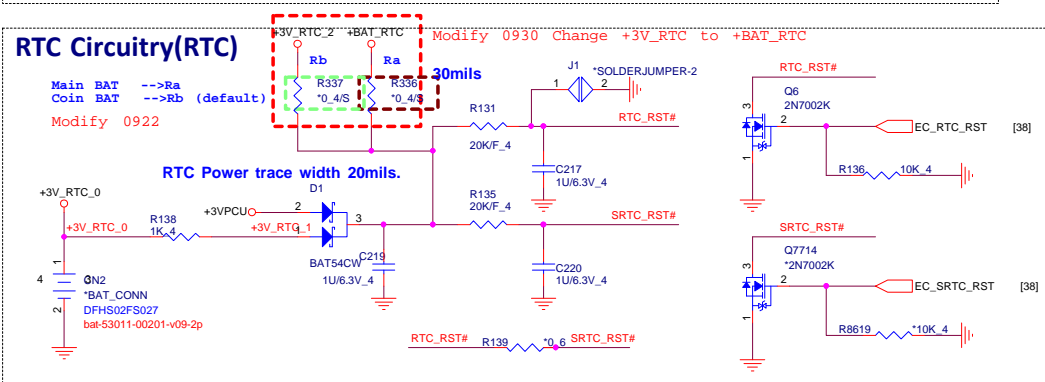 RTC Circuitry(RTC)
+3V_RTC_2
+BAT_RTC
Modify 0930 Change +3V_RTC to +BAT_RTC
Rb
Ra
30mils
Main BAT -->Ra
Coin BAT -->Rb (default)
Modify 0922
R337
*0_4/S
R336
*0_4/S
J1
*SOLDERJUMPER-2
1
2
R131
20K/F_4
RTC_RST#
C217
1U/6.3V_4
RTC_RST#
Q6
2N7002K
3
2
1
EC_RTC_RST
[38]
R136
10K_4
RTC Power trace width 20mils.
+3V_RTC_0
+3V_RTC_0
R138
1K_4
+3VPCU
+3V_RTC_1
D1
2
1
3
BAT54CW
C219
1U/6.3V_4
R135
20K/F_4
SRTC_RST#
C220
1U/6.3V_4
1
4
3
2
CN2
*BAT_CONN
DFHS02FS027
bat-53011-00201-v09-2p
SRTC_RST#
Q7714
*2N7002K
3
2
1
EC_SRTC_RST
[38]
R8619
*10K_4
RTC_RST#
R139
*0_6
SRTC_RST#